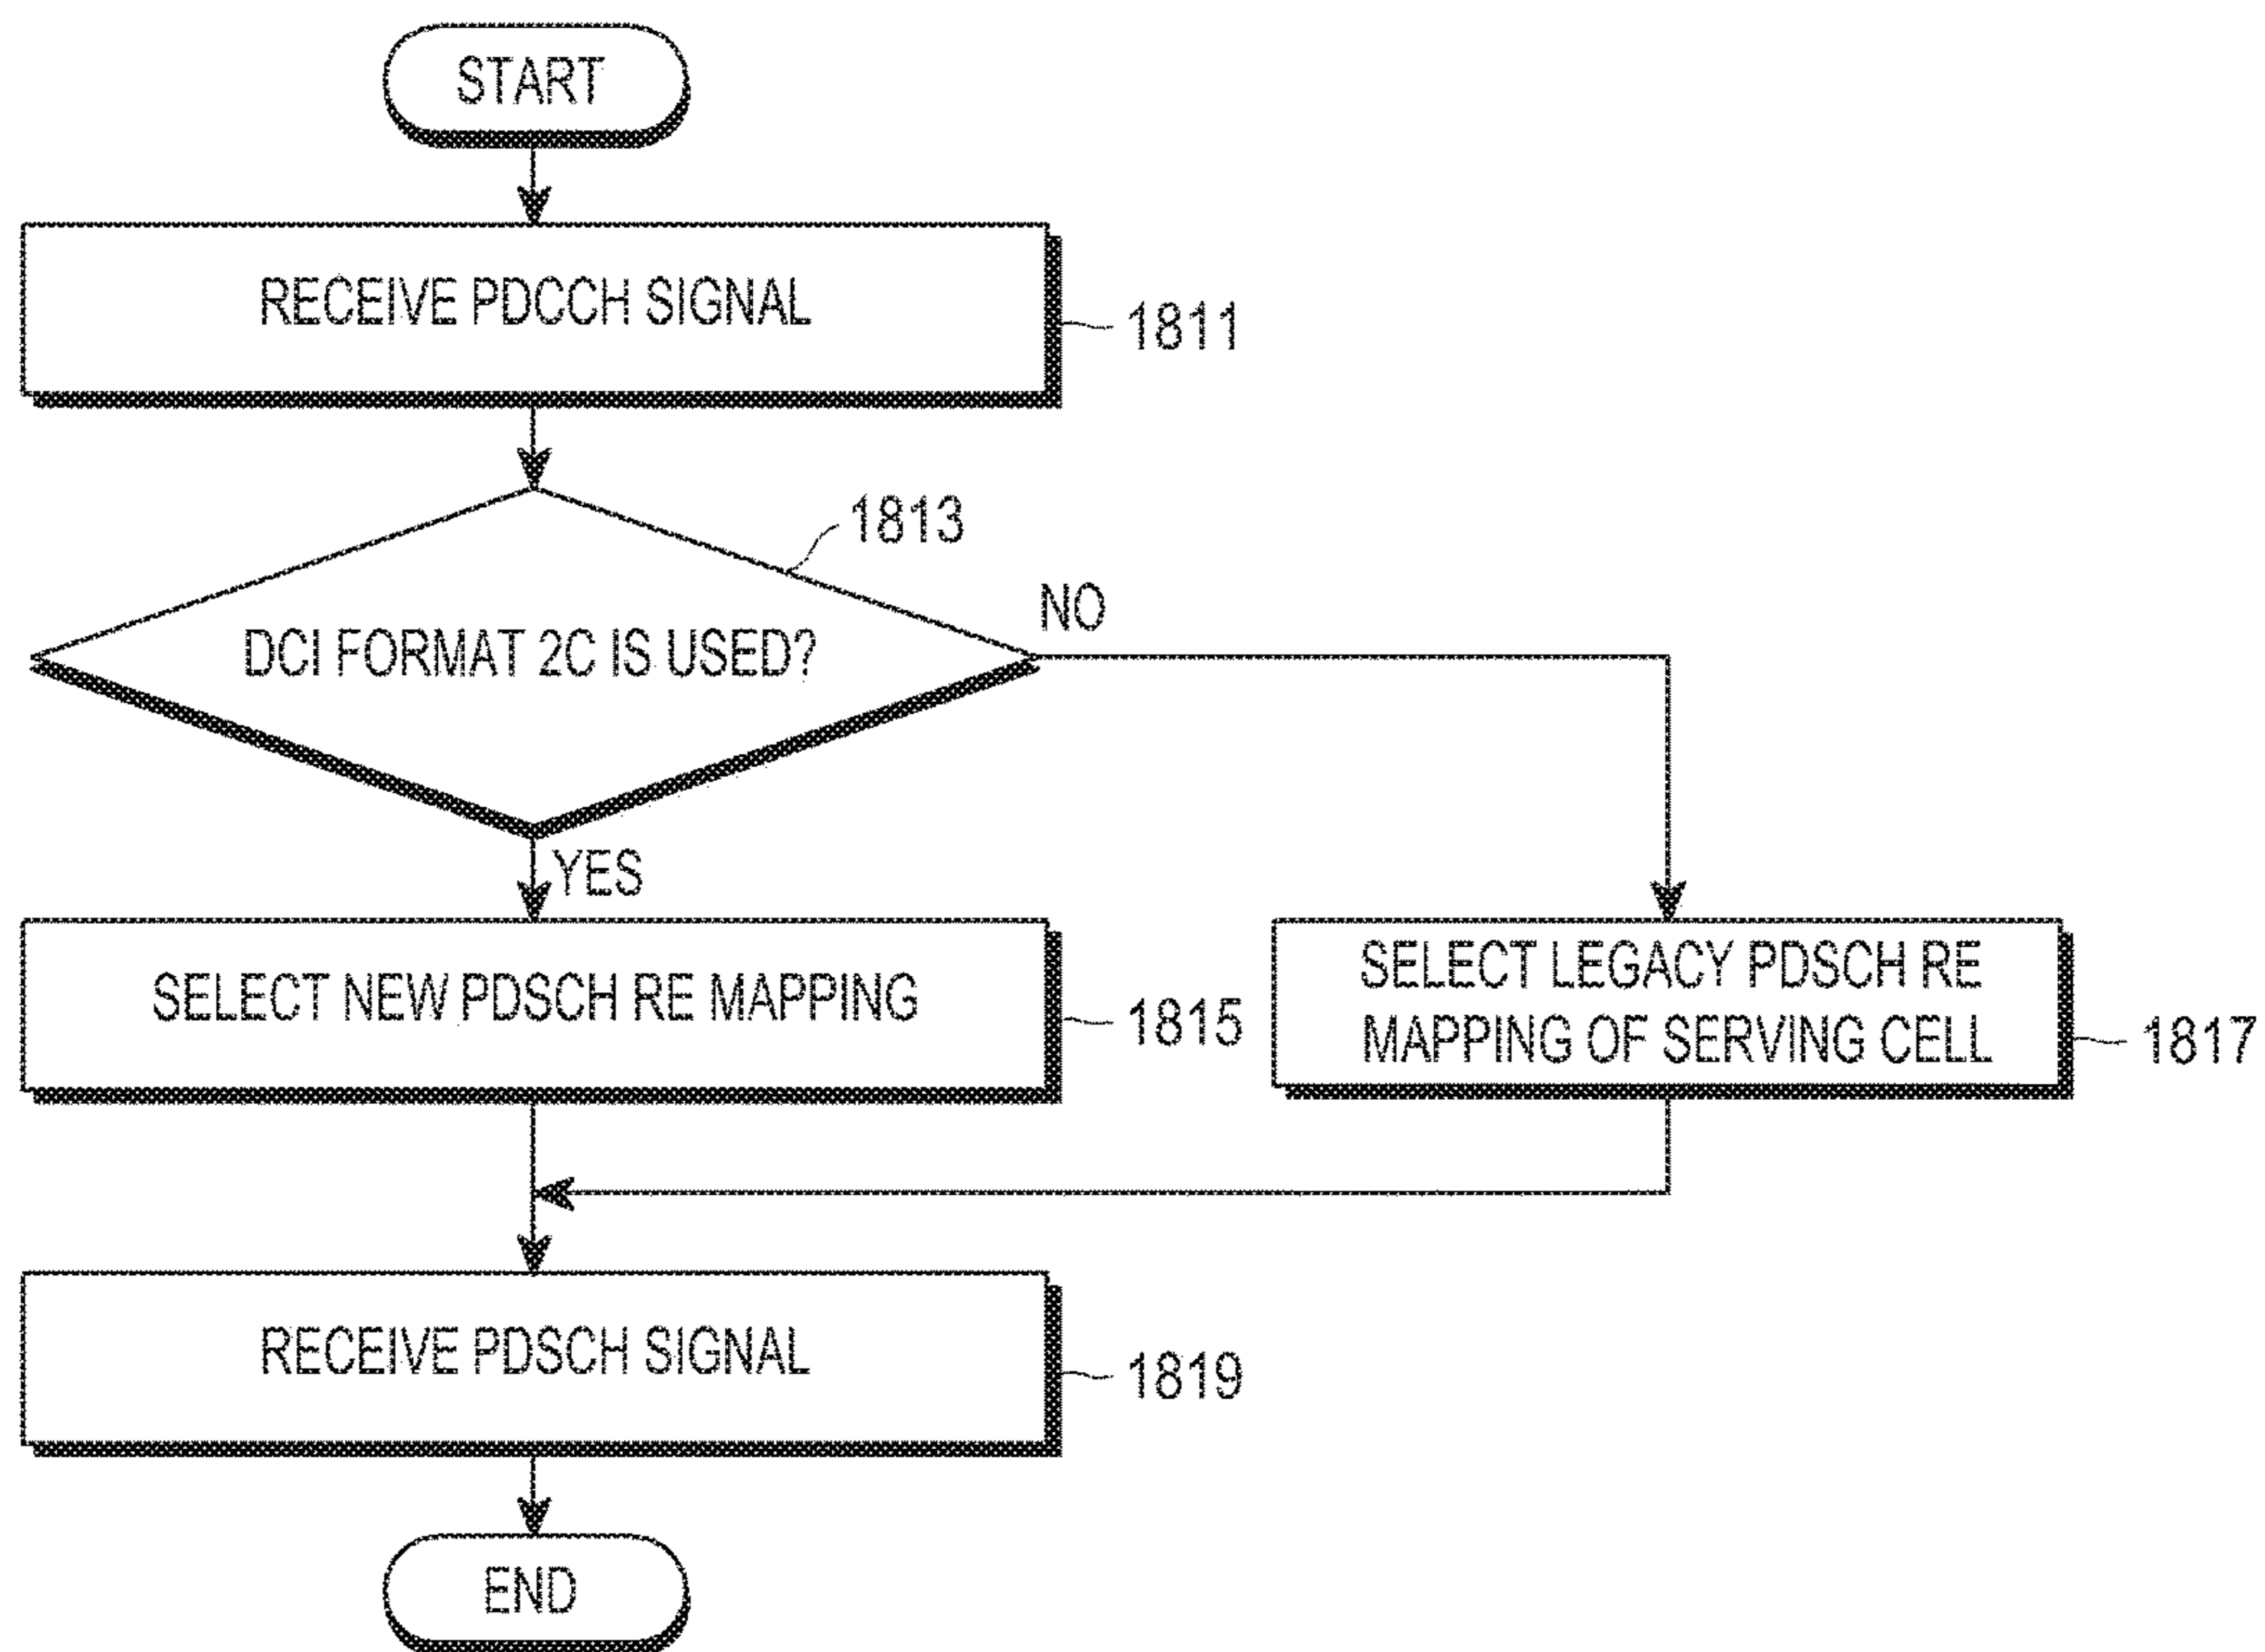 START
RECEIVE PDCCH SIGNAL
1811
1813
DCI FORMAT 2C IS USED?
NO
YES
SELECT NEW PDSCH RE MAPPING
1815
SELECT LEGACY PDSCH RE
MAPPING OF SERVING CELL
1817
RECEIVE PDSCH SIGNAL
1819
END